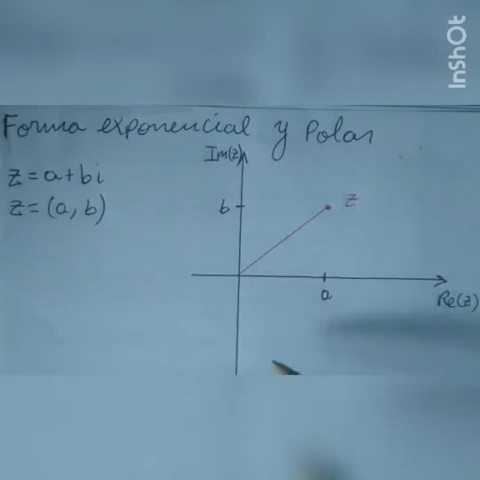 InShOt
Forma exponencial y Polar
z=a+bi
z=(a, b)
Im(z)
b
z
a
Re(z)